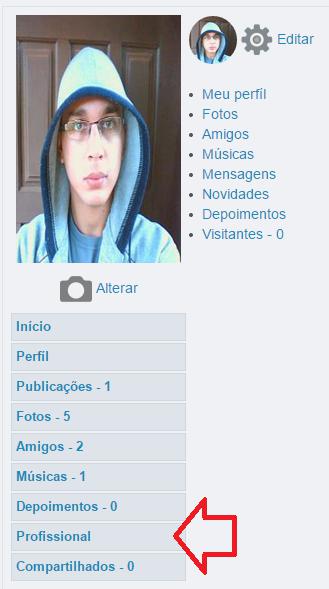 Editar
Meu perfil
Fotos
Amigos
Músicas
Mensagens
Novidades
Depoimentos
Visitantes - 0
Alterar
Início
Perfil
Publicações - 1
Fotos - 5
Amigos - 2
Músicas - 1
Depoimentos - 0
Profissional
Compartilhados - 0